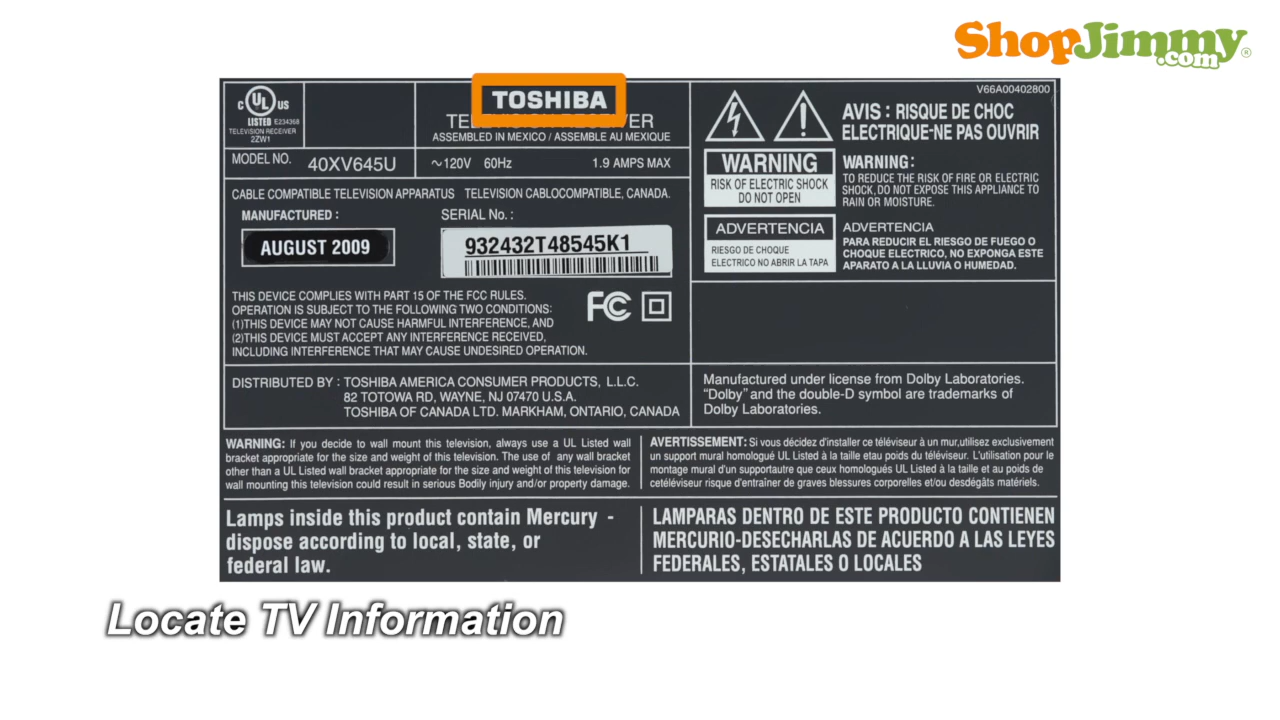 ShopJimmy.com®
V66A00402800
C UL US
LISTED E234368
TELEVISION RECEIVER
2ZW1
TOSHIBA
TELEVISION RECEIVER
ASSEMBLED IN MEXICO / ASSEMBLE AU MEXIQUE
MODEL NO. 40XV645U
~120V 60Hz 1.9 AMPS MAX
CABLE COMPATIBLE TELEVISION APPARATUS TELEVISION CABLOCOMPATIBLE, CANADA.
MANUFACTURED :
AUGUST 2009
SERIAL No. :
932432T48545K1
THIS DEVICE COMPLIES WITH PART 15 OF THE FCC RULES.
OPERATION IS SUBJECT TO THE FOLLOWING TWO CONDITIONS:
(1)THIS DEVICE MAY NOT CAUSE HARMFUL INTERFERENCE, AND
(2)THIS DEVICE MUST ACCEPT ANY INTERFERENCE RECEIVED,
INCLUDING INTERFERENCE THAT MAY CAUSE UNDESIRED OPERATION.
FC
DISTRIBUTED BY : TOSHIBA AMERICA CONSUMER PRODUCTS, L.L.C.
82 TOTOWA RD, WAYNE, NJ 07470 U.S.A.
TOSHIBA OF CANADA LTD. MARKHAM, ONTARIO, CANADA
AVIS : RISQUE DE CHOC
ELECTRIQUE-NE PAS OUVRIR
WARNING
RISK OF ELECTRIC SHOCK
DO NOT OPEN
WARNING:
TO REDUCE THE RISK OF FIRE OR ELECTRIC
SHOCK, DO NOT EXPOSE THIS APPLIANCE TO
RAIN OR MOISTURE.
ADVERTENCIA
RIESGO DE CHOQUE
ELECTRICO NO ABRIR LA TAPA
ADVERTENCIA
PARA REDUCIR EL RIESGO DE FUEGO O
CHOQUE ELECTRICO, NO EXPONGA ESTE
APARATO A LA LLUVIA O HUMEDAD.
Manufactured under license from Dolby Laboratories.
“Dolby” and the double-D symbol are trademarks of
Dolby Laboratories.
WARNING: If you decide to wall mount this television, always use a UL Listed wall
bracket appropriate for the size and weight of this television. The use of any wall bracket
other than a UL Listed wall bracket appropriate for the size and weight of this television for
wall mounting this television could result in serious Bodily injury and/or property damage.
AVERTISSEMENT: Si vous décidez d'installer ce téléviseur à un mur,utilisez exclusivement
un support mural homologué UL Listed à la taille etau poids du téléviseur. L'utilisation pour le
montage mural d'un supportautre que ceux homologués UL Listed à la taille et au poids de
cetéléviseur risque d'entraîner de graves blessures corporelles et/ou desdégâts matériels.
Lamps inside this product contain Mercury -
dispose according to local, state, or
federal law.
LAMPARAS DENTRO DE ESTE PRODUCTO CONTIENEN
MERCURIO-DESECHARLAS DE ACUERDO A LAS LEYES
FEDERALES, ESTATALES O LOCALES
Locate TV Information